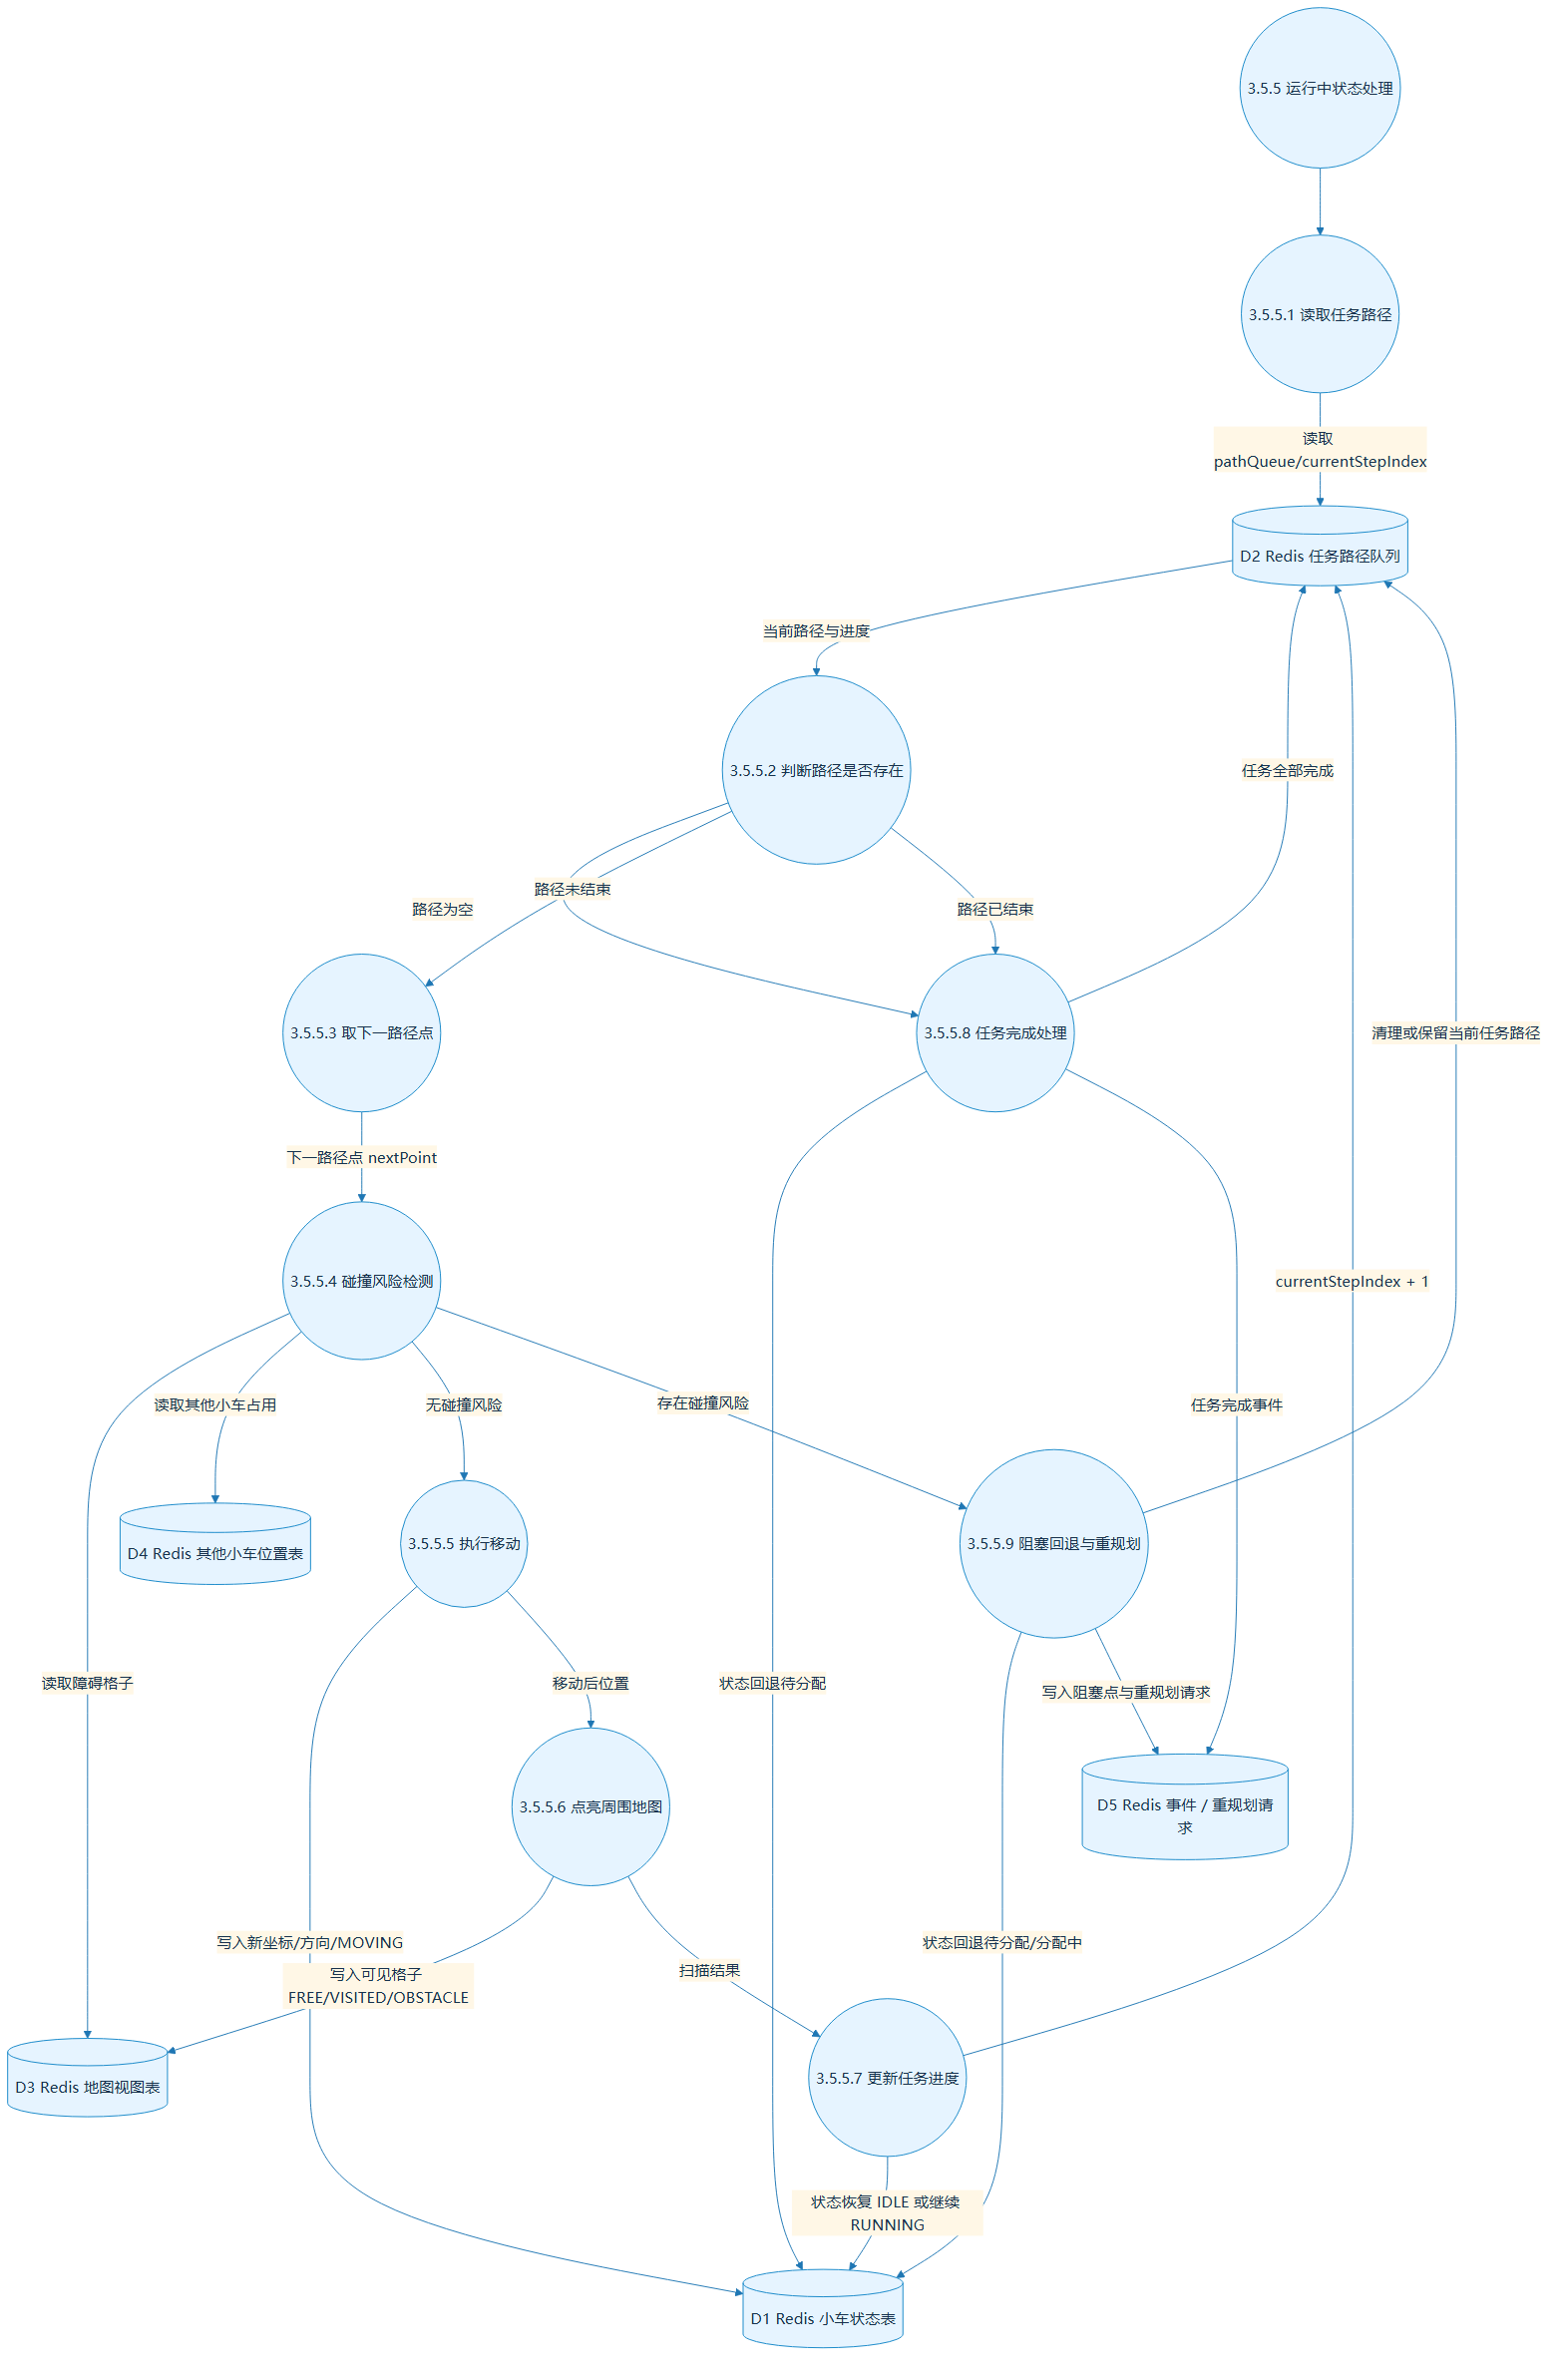 3.5.5 运行中状态处理
3.5.5.1 读取任务路径
读取
pathQueue/currentStepIndex
D2 Redis 任务路径队列
当前路径与进度
3.5.5.2 判断路径是否存在
任务全部完成
路径未结束
路径为空
路径已结束
3.5.5.3 取下一路径点
3.5.5.8 任务完成处理
清理或保留当前任务路径
下一路径点 nextPoint
3.5.5.4 碰撞风险检测
currentStepIndex + 1
读取其他小车占用
无碰撞风险
存在碰撞风险
任务完成事件
D4 Redis 其他小车位置表
3.5.5.5 执行移动
3.5.5.9 阻塞回退与重规划
读取障碍格子
移动后位置
状态回退待分配
写入阻塞点与重规划请求
3.5.5.6 点亮周围地图
D5 Redis 事件 / 重规划请
求
写入新坐标/方向/MOVING
状态回退待分配/分配中
写入可见格子
FREE/VISITED/OBSTACLE
扫描结果
D3 Redis 地图视图表
3.5.5.7 更新任务进度
状态恢复 IDLE 或继续
RUNNING
D1 Redis 小车状态表